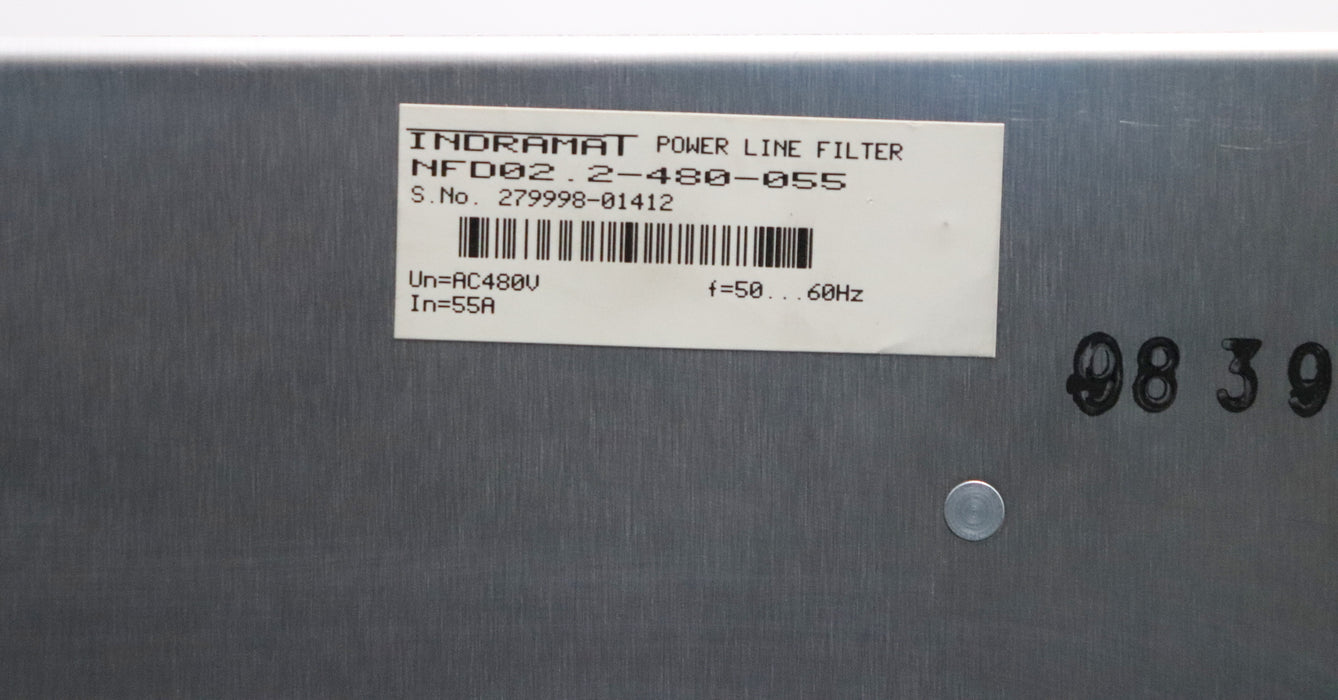 INDRAMAT POWER LINE FILTER
NFD02.2-480-055
S.No. 279998-01412
Un=AC480V f=50...60Hz
In=55A
98 39